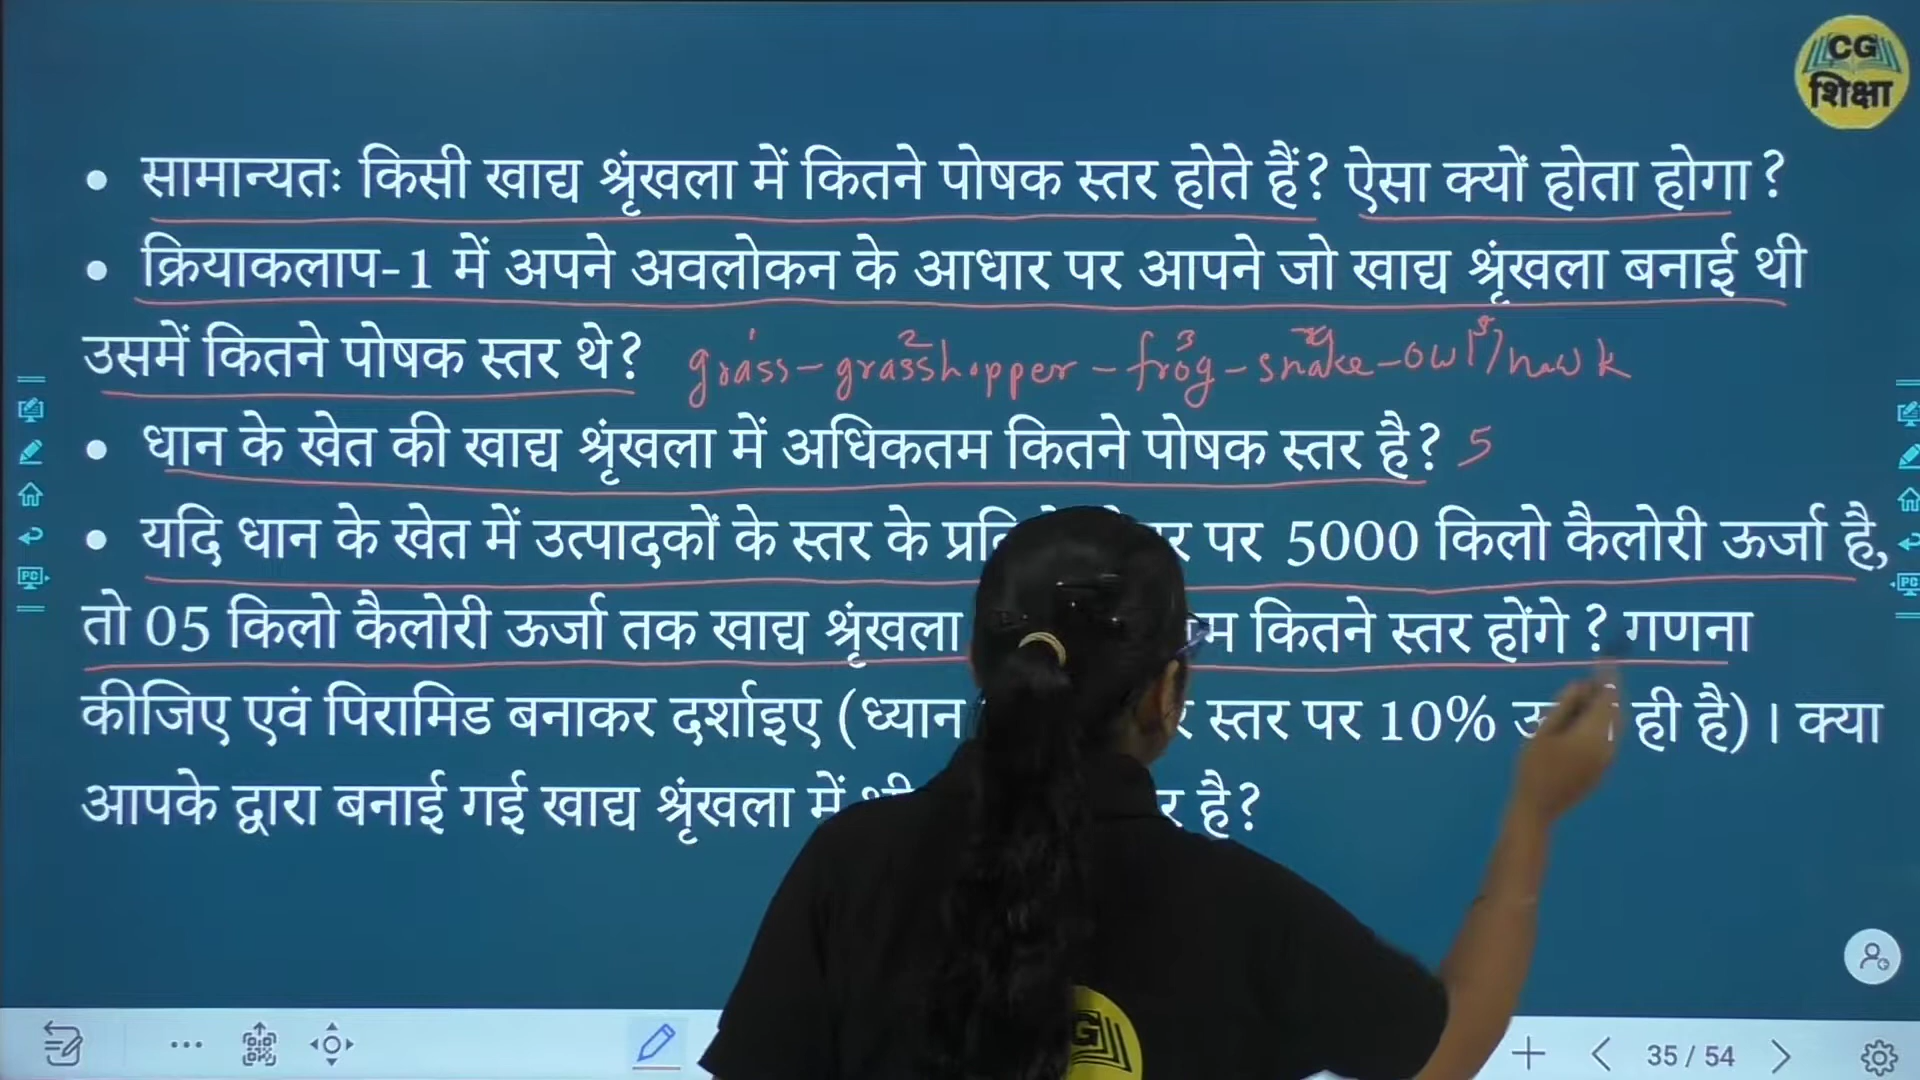 CG
शिक्षा
• सामान्यतः किसी खाद्य श्रृंखला में कितने पोषक स्तर होते हैं? ऐसा क्यों होता होगा?
• क्रियाकलाप-1 में अपने अवलोकन के आधार पर आपने जो खाद्य श्रृंखला बनाई थी
उसमें कितने पोषक स्तर थे? grass - grasshopper - frog - snake - owl / hawk
• धान के खेत की खाद्य श्रृंखला में अधिकतम कितने पोषक स्तर है? 5
• यदि धान के खेत में उत्पादकों के स्तर के पर 5000 किलो कैलोरी ऊर्जा है,
तो 05 किलो कैलोरी ऊर्जा तक खाद्य श्रृंखला कितने स्तर होंगे ? गणना
कीजिए एवं पिरामिड बनाकर दर्शाइए (ध्यान स्तर पर 10% ही है)। क्या
आपके द्वारा बनाई गई खाद्य श्रृंखला में है?
35 / 54